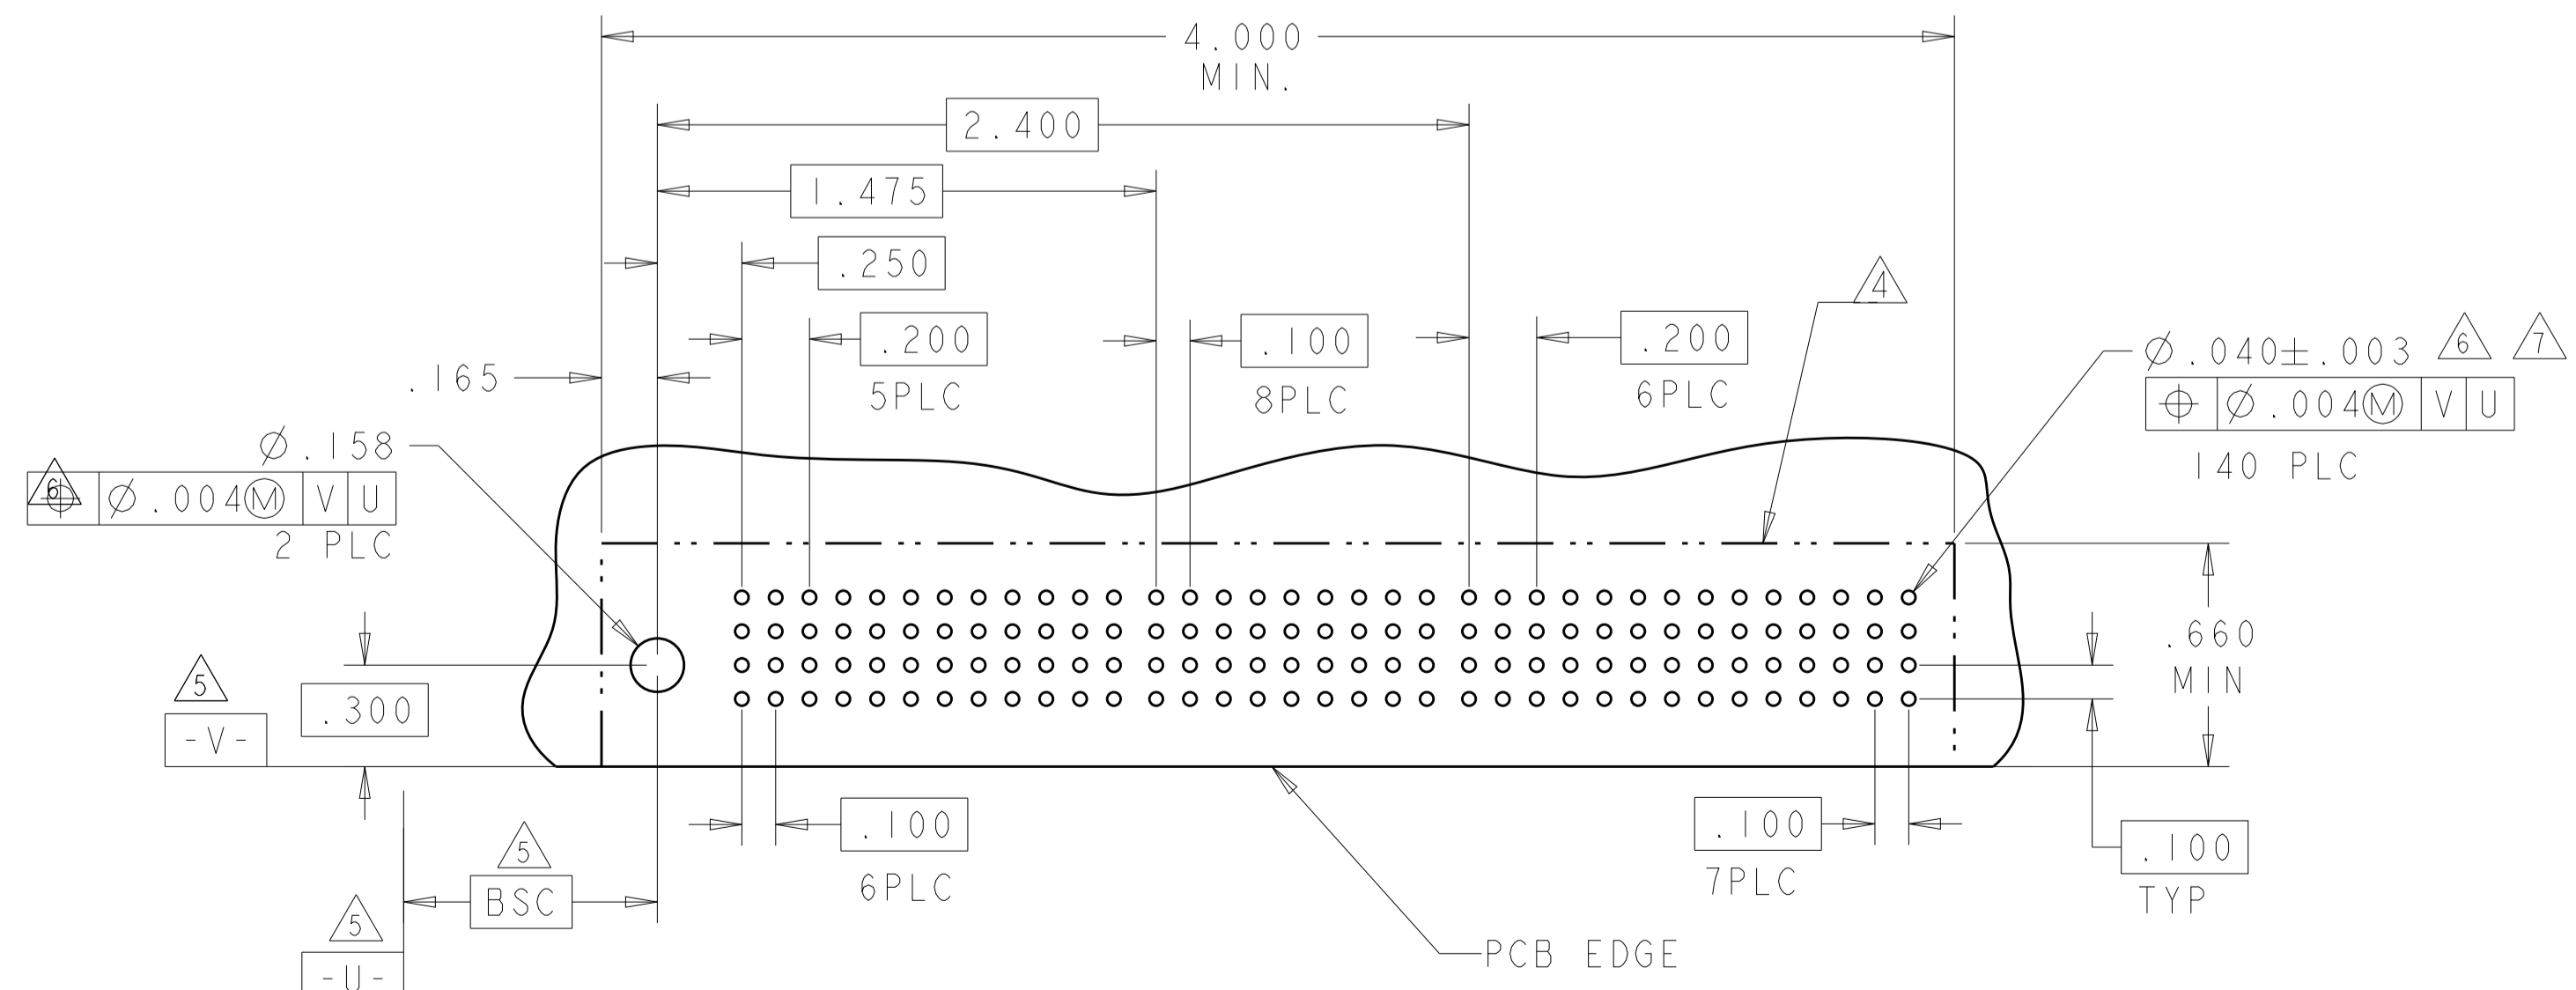 4.000
MIN.
2.400
1.475
.250
4
.200
5PLC
.100
8PLC
.200
6PLC
Ø.040±.003 6 7
⌖ Ø.004Ⓜ V U
140 PLC
.165
Ø.158
6 ⌖ Ø.004Ⓜ V U
2 PLC
.660
MIN
5
-V-
.300
.100
6PLC
.100
7PLC
.100
TYP
5
BSC
5
-U-
PCB EDGE